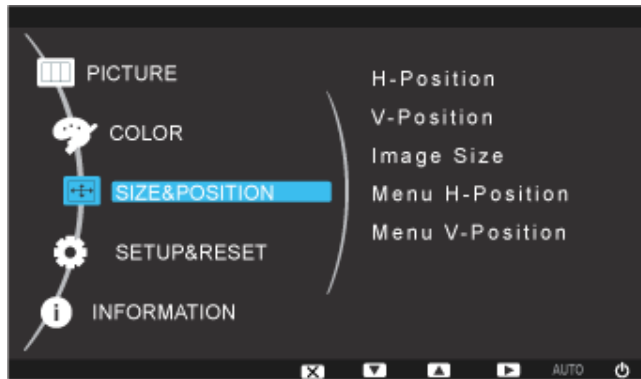 PICTURE
COLOR
SIZE&POSITION
SETUP&RESET
INFORMATION
H-Position
V-Position
Image Size
Menu H-Position
Menu V-Position
AUTO